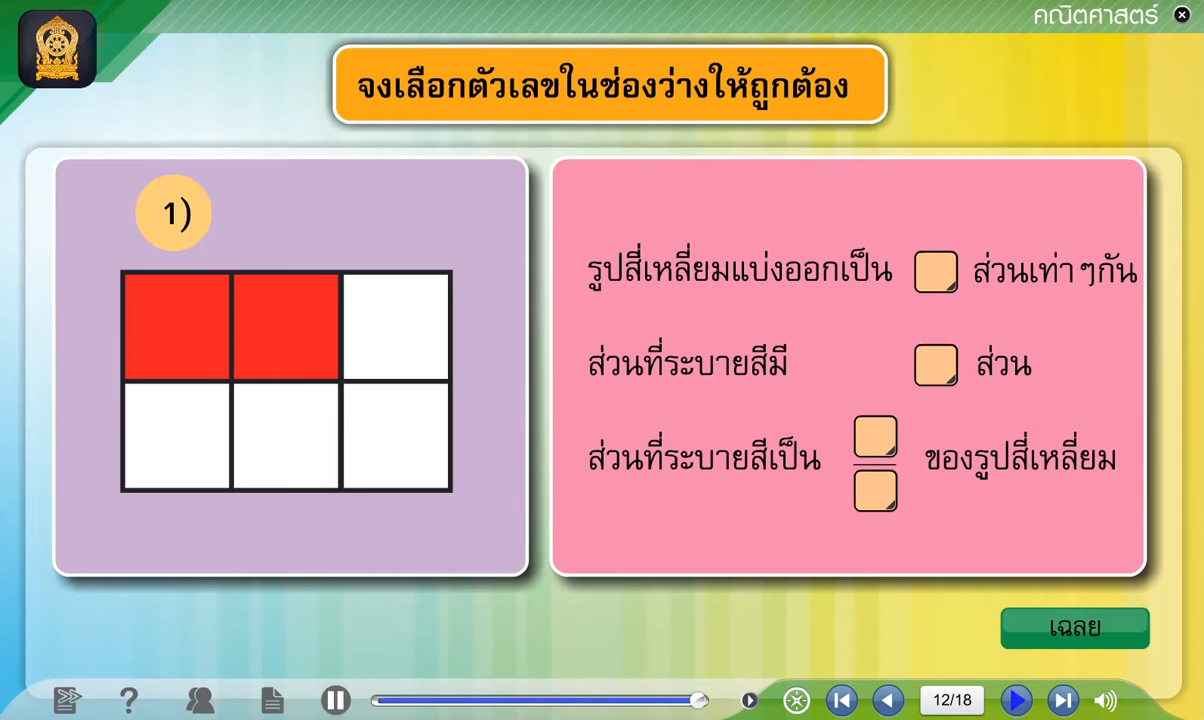 คณิตศาสตร์
จงเลือกตัวเลขในช่องว่างให้ถูกต้อง
1)
รูปสี่เหลี่ยมแบ่งออกเป็น ส่วนเท่าๆกัน
ส่วนที่ระบายสีมี ส่วน
ส่วนที่ระบายสีเป็น ของรูปสี่เหลี่ยม
เฉลย
12/18